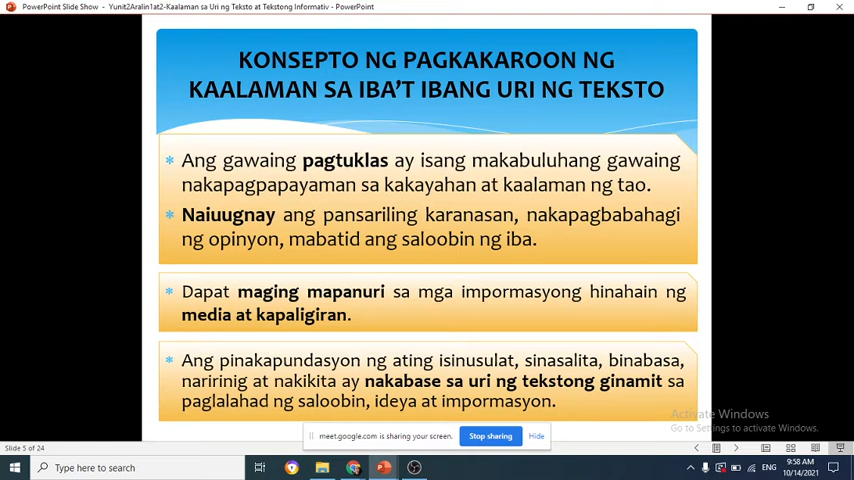 PowerPoint Slide Show - Yunit2Aralin1at2-Kaalaman sa Uri ng Teksto at Tekstong Informativ - PowerPoint
KONSEPTO NG PAGKAKAROON NG
KAALAMAN SA IBA'T IBANG URI NG TEKSTO
* Ang gawaing pagtuklas ay isang makabuluhang gawaing
nakapagpapayaman sa kakayahan at kaalaman ng tao.
* Naiuugnay ang pansariling karanasan, nakapagbabahagi
ng opinyon, mabatid ang saloobin ng iba.
* Dapat maging mapanuri sa mga impormasyong hinahain ng
media at kapaligiran.
* Ang pinakapundasyon ng ating isinusulat, sinasalita, binabasa,
naririnig at nakikita ay nakabase sa uri ng tekstong ginamit sa
paglalahad ng saloobin, ideya at impormasyon.
Activate Windows
Go to Settings to activate Windows.
meet.google.com is sharing your screen. Stop sharing Hide
Slide 5 of 24
Type here to search
ENG
9:58 AM
10/14/2021